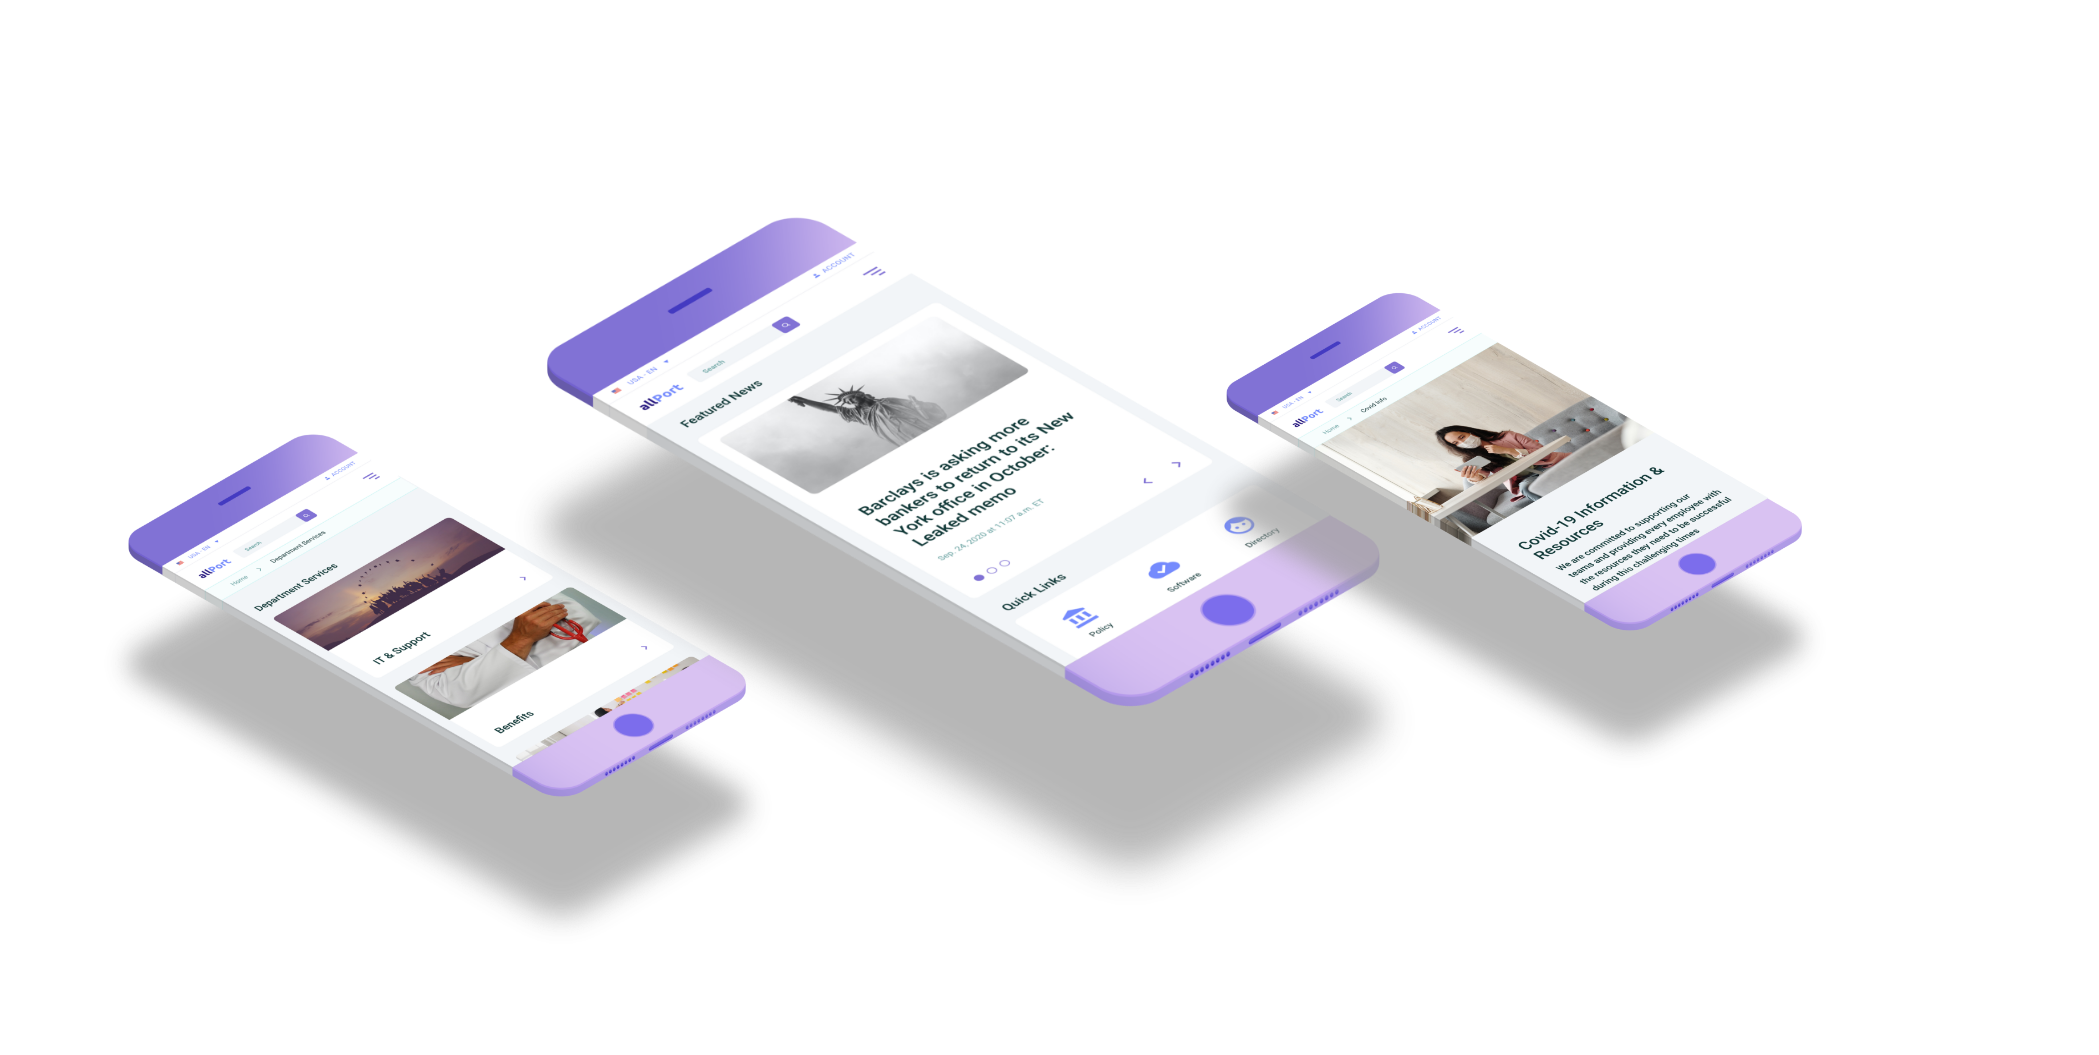 USA - EN
ACCOUNT
allPort
Search
Home
Department Services
Department Services
IT & Support
Benefits
USA - EN
ACCOUNT
allPort
Search
Featured News
Barclays is asking more
bankers to return to its New
York office in October:
Leaked memo
Sep. 24, 2020 at 11:07 a.m. ET
Quick Links
Policy
Software
Directory
USA - EN
ACCOUNT
allPort
Search
Home
Covid Info
Covid-19 Information &
Resources
We are committed to supporting our
teams and providing every employee with
the resources they need to be successful
during this challenging times